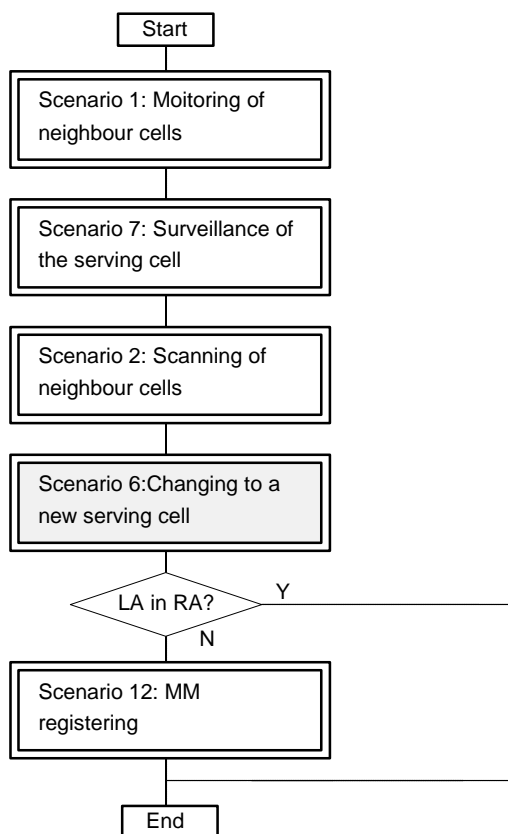 Start
Scenario 1: Moitoring of
neighbour cells
Scenario 7: Surveillance of
the serving cell
Scenario 2: Scanning of
neighbour cells
Scenario 6:Changing to a
new serving cell
LA in RA?
Y
N
Scenario 12: MM
registering
End